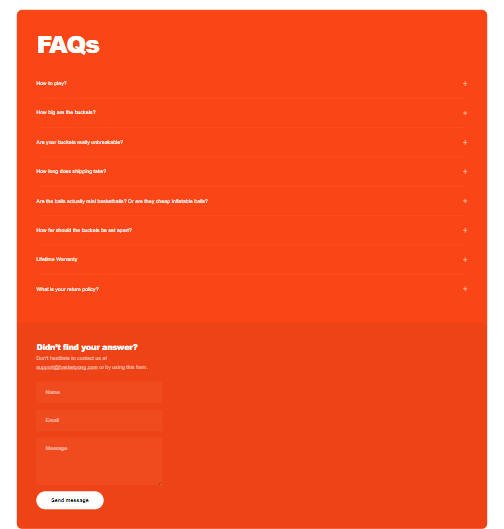 FAQs
How to play?
How big are the buckets?
Are your buckets really unbreakable?
How long does shipping take?
Are the balls actually mini basketballs? Or are they cheap inflatable balls?
How far should the buckets be set apart?
Lifetime Warranty
What is your return policy?
Didn't find your answer?
Don't hesitate to contact us at
support@basketpong.com or by using this form.
Name
Email
Message
Send message